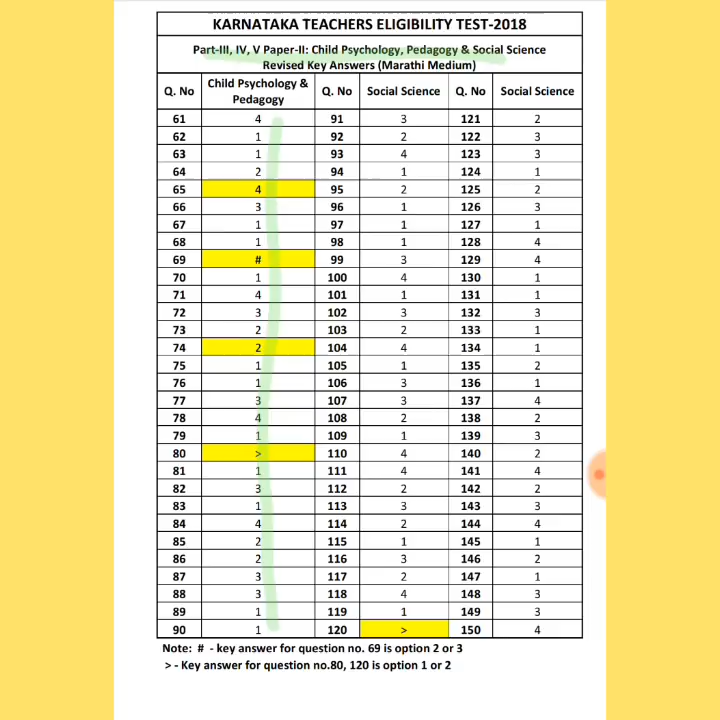 KARNATAKA TEACHERS ELIGIBILITY TEST-2018
Part-III, IV, V Paper-II: Child Psychology, Pedagogy & Social Science
Revised Key Answers (Marathi Medium)
Q. No Child Psychology & Pedagogy Q. No Social Science Q. No Social Science
61 4 91 3 121 2
62 1 92 2 122 3
63 1 93 4 123 3
64 2 94 1 124 1
65 4 95 2 125 2
66 3 96 1 126 3
67 1 97 1 127 1
68 1 98 1 128 4
69 # 99 3 129 4
70 1 100 4 130 1
71 4 101 1 131 1
72 3 102 3 132 3
73 2 103 2 133 1
74 2 104 4 134 1
75 1 105 1 135 2
76 1 106 3 136 1
77 3 107 3 137 4
78 4 108 2 138 2
79 1 109 1 139 3
80 > 110 4 140 2
81 1 111 4 141 4
82 3 112 2 142 2
83 1 113 3 143 3
84 4 114 2 144 4
85 2 115 1 145 1
86 2 116 3 146 2
87 3 117 2 147 1
88 3 118 4 148 3
89 1 119 1 149 3
90 1 120 > 150 4
Note: # - key answer for question no. 69 is option 2 or 3
> - Key answer for question no.80, 120 is option 1 or 2